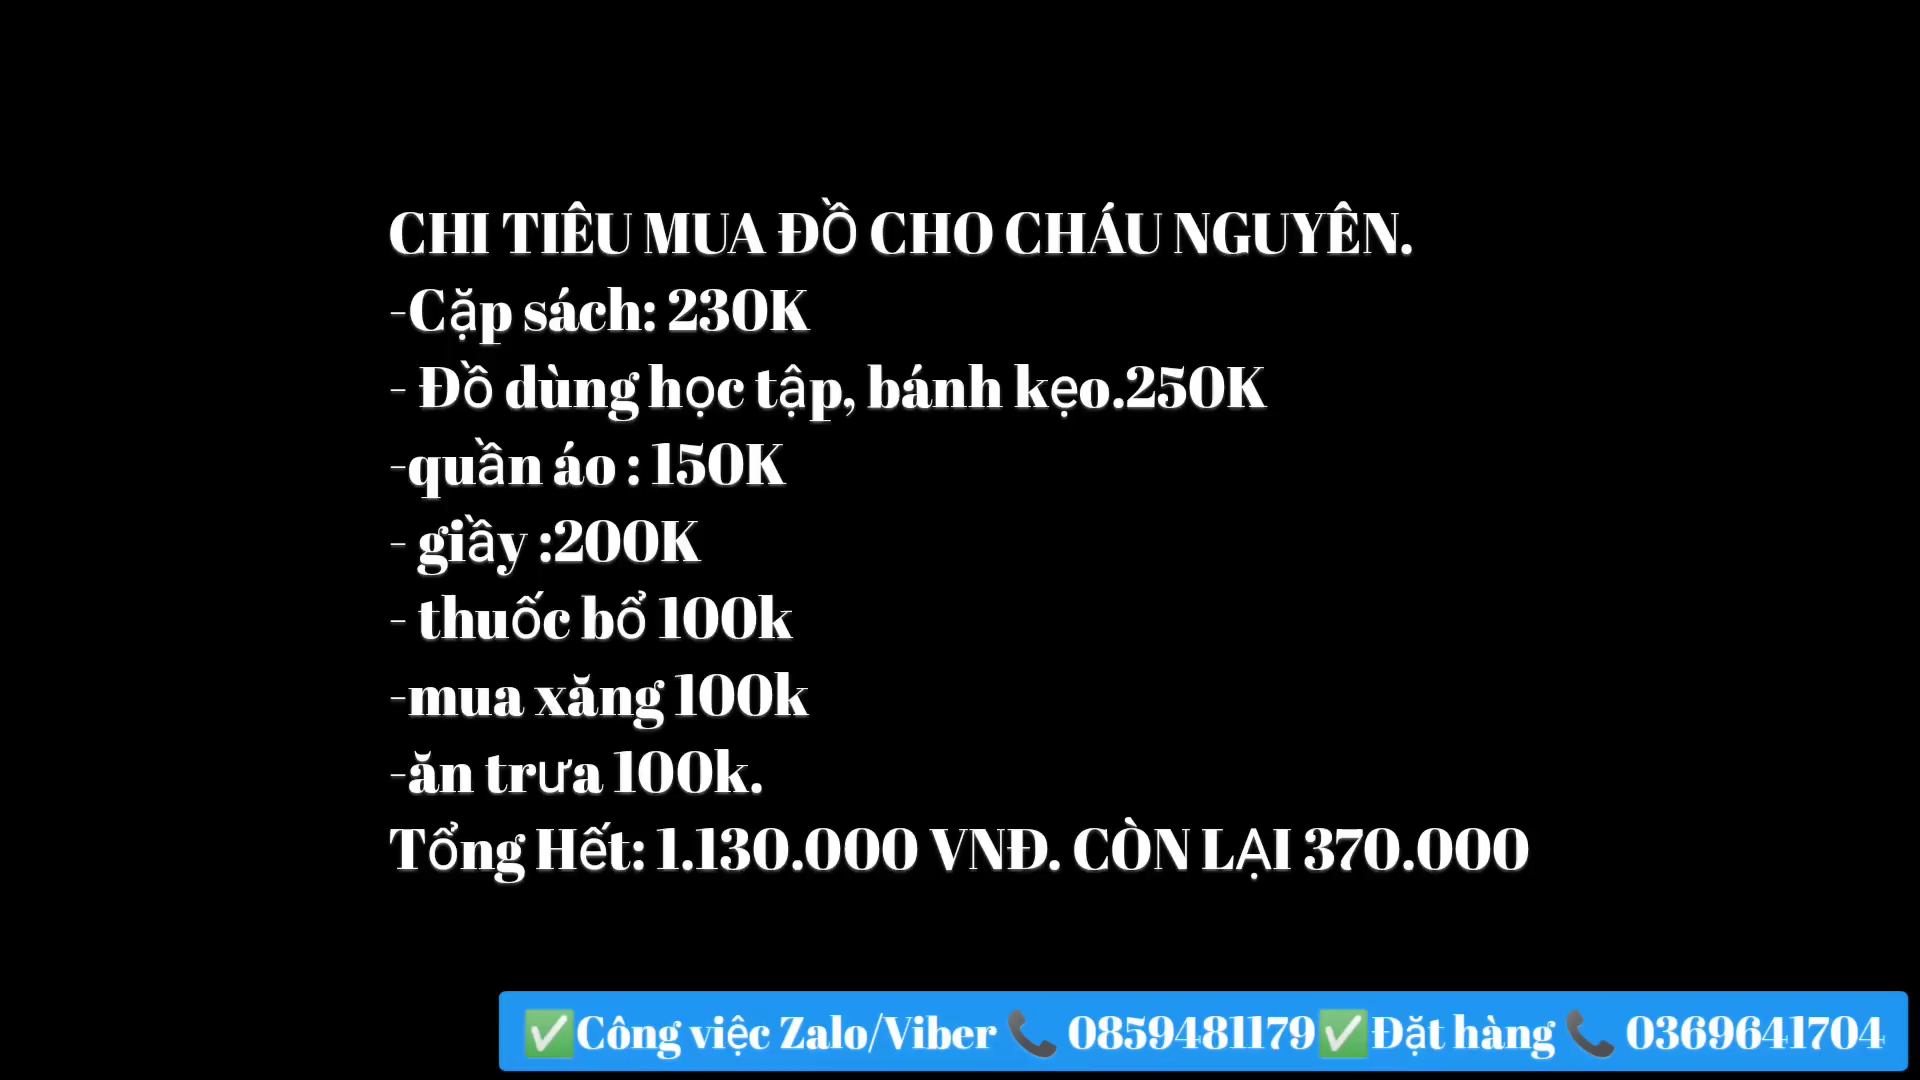 CHI TIÊU MUA ĐỒ CHO CHÁU NGUYÊN.
-Cặp sách: 230K
- Đồ dùng học tập, bánh kẹo.250K
-quần áo : 150K
- giầy :200K
- thuốc bổ 100k
-mua xăng 100k
-ăn trưa 100k.
Tổng Hết: 1.130.000 VNĐ. CÒN LẠI 370.000
✅Công việc Zalo/Viber 📞 0859481179✅Đặt hàng 📞 0369641704